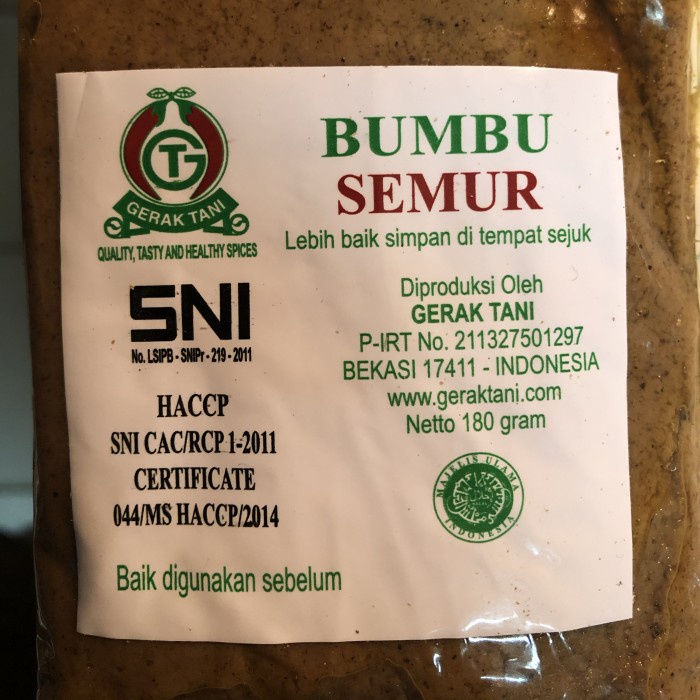 GT
GERAK TANI
QUALITY, TASTY AND HEALTHY SPICES
SNI
No. LSIPB - SNIPr - 219 - 2011
HACCP
SNI CAC/RCP 1-2011
CERTIFICATE
044/MS HACCP/2014
Baik digunakan sebelum
BUMBU
SEMUR
Lebih baik simpan di tempat sejuk
Diproduksi Oleh
GERAK TANI
P-IRT No. 211327501297
BEKASI 17411 - INDONESIA
www.geraktani.com
Netto 180 gram
MAJELIS ULAMA
INDONESIA
حلال